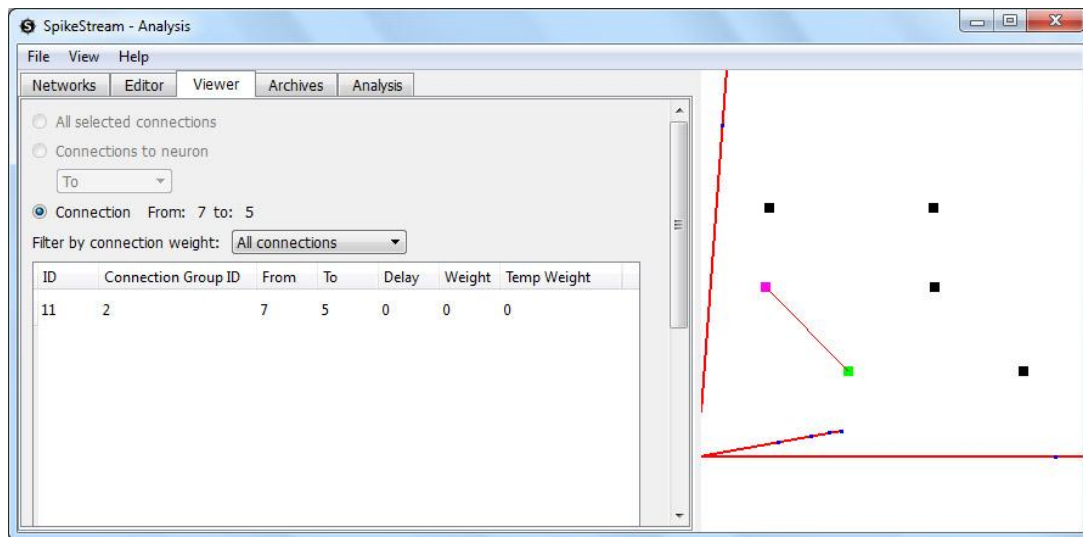 SpikeStream - Analysis
File View Help
Networks Editor Viewer Archives Analysis
All selected connections
Connections to neuron
To
Connection From: 7 to: 5
Filter by connection weight: All connections
ID Connection Group ID From To Delay Weight Temp Weight
11 2 7 5 0 0 0